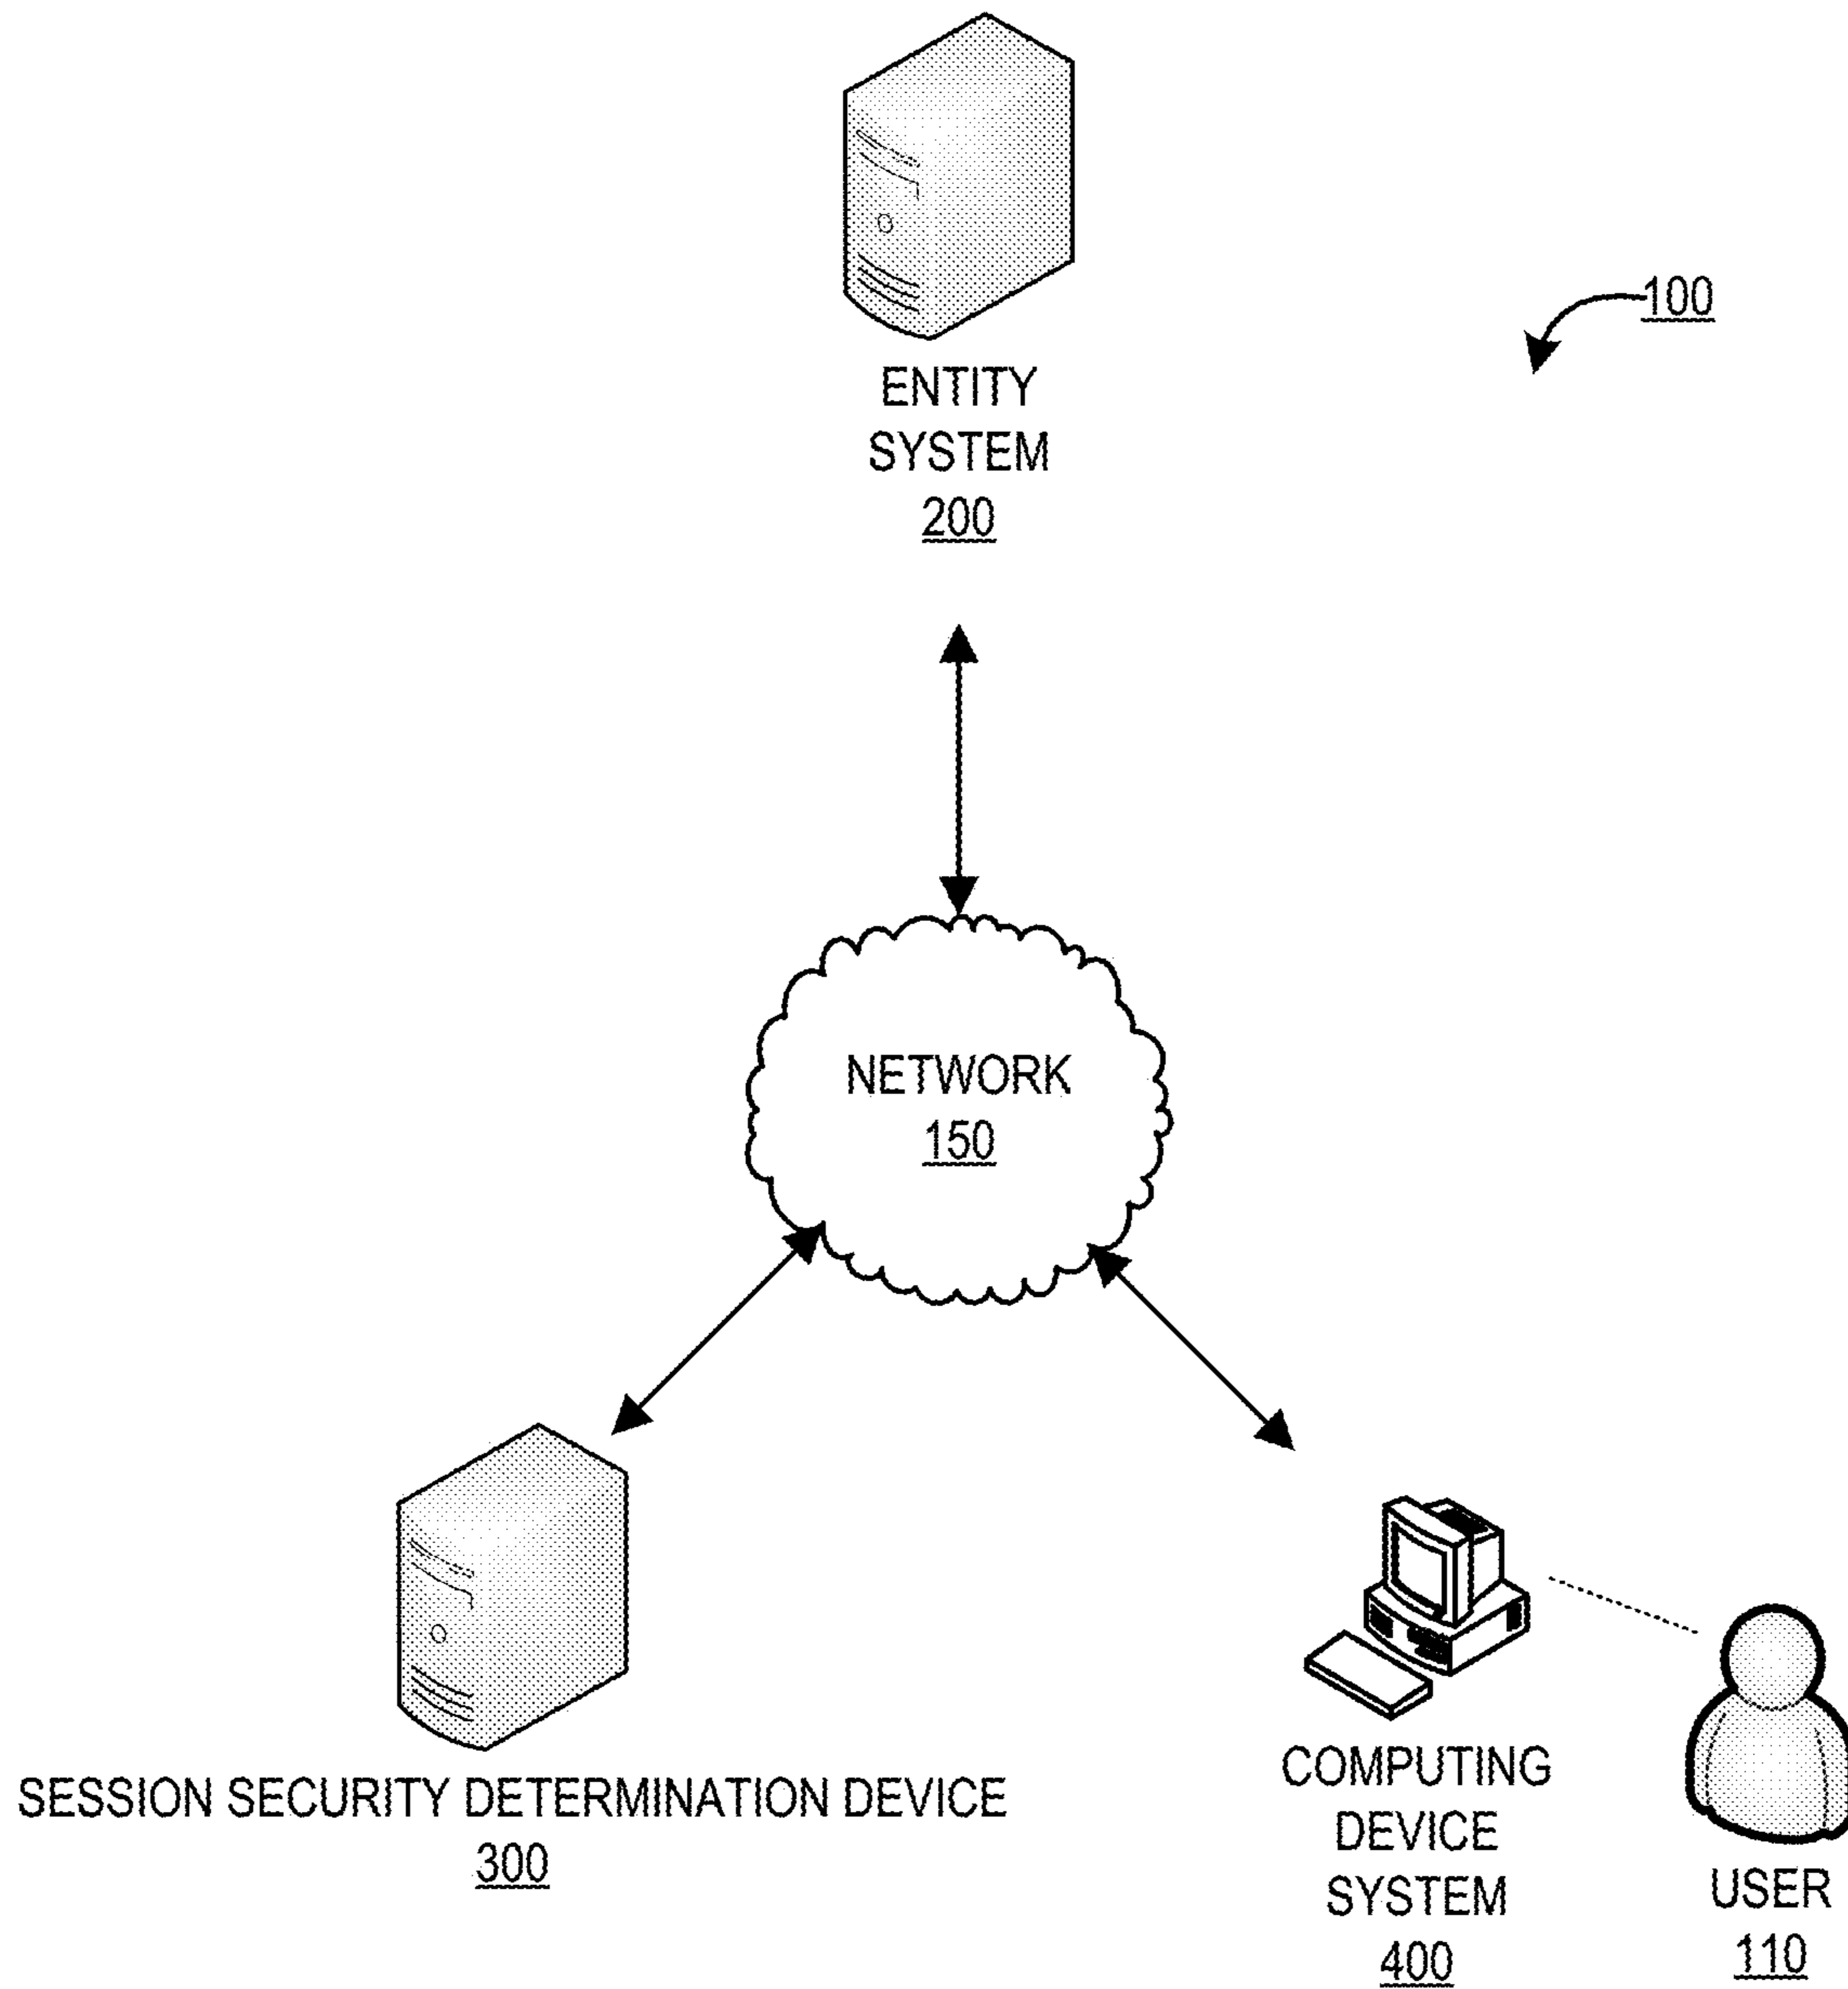 100
ENTITY
SYSTEM
200
NETWORK
150
SESSION SECURITY DETERMINATION DEVICE
300
COMPUTING
DEVICE
SYSTEM
400
USER
110